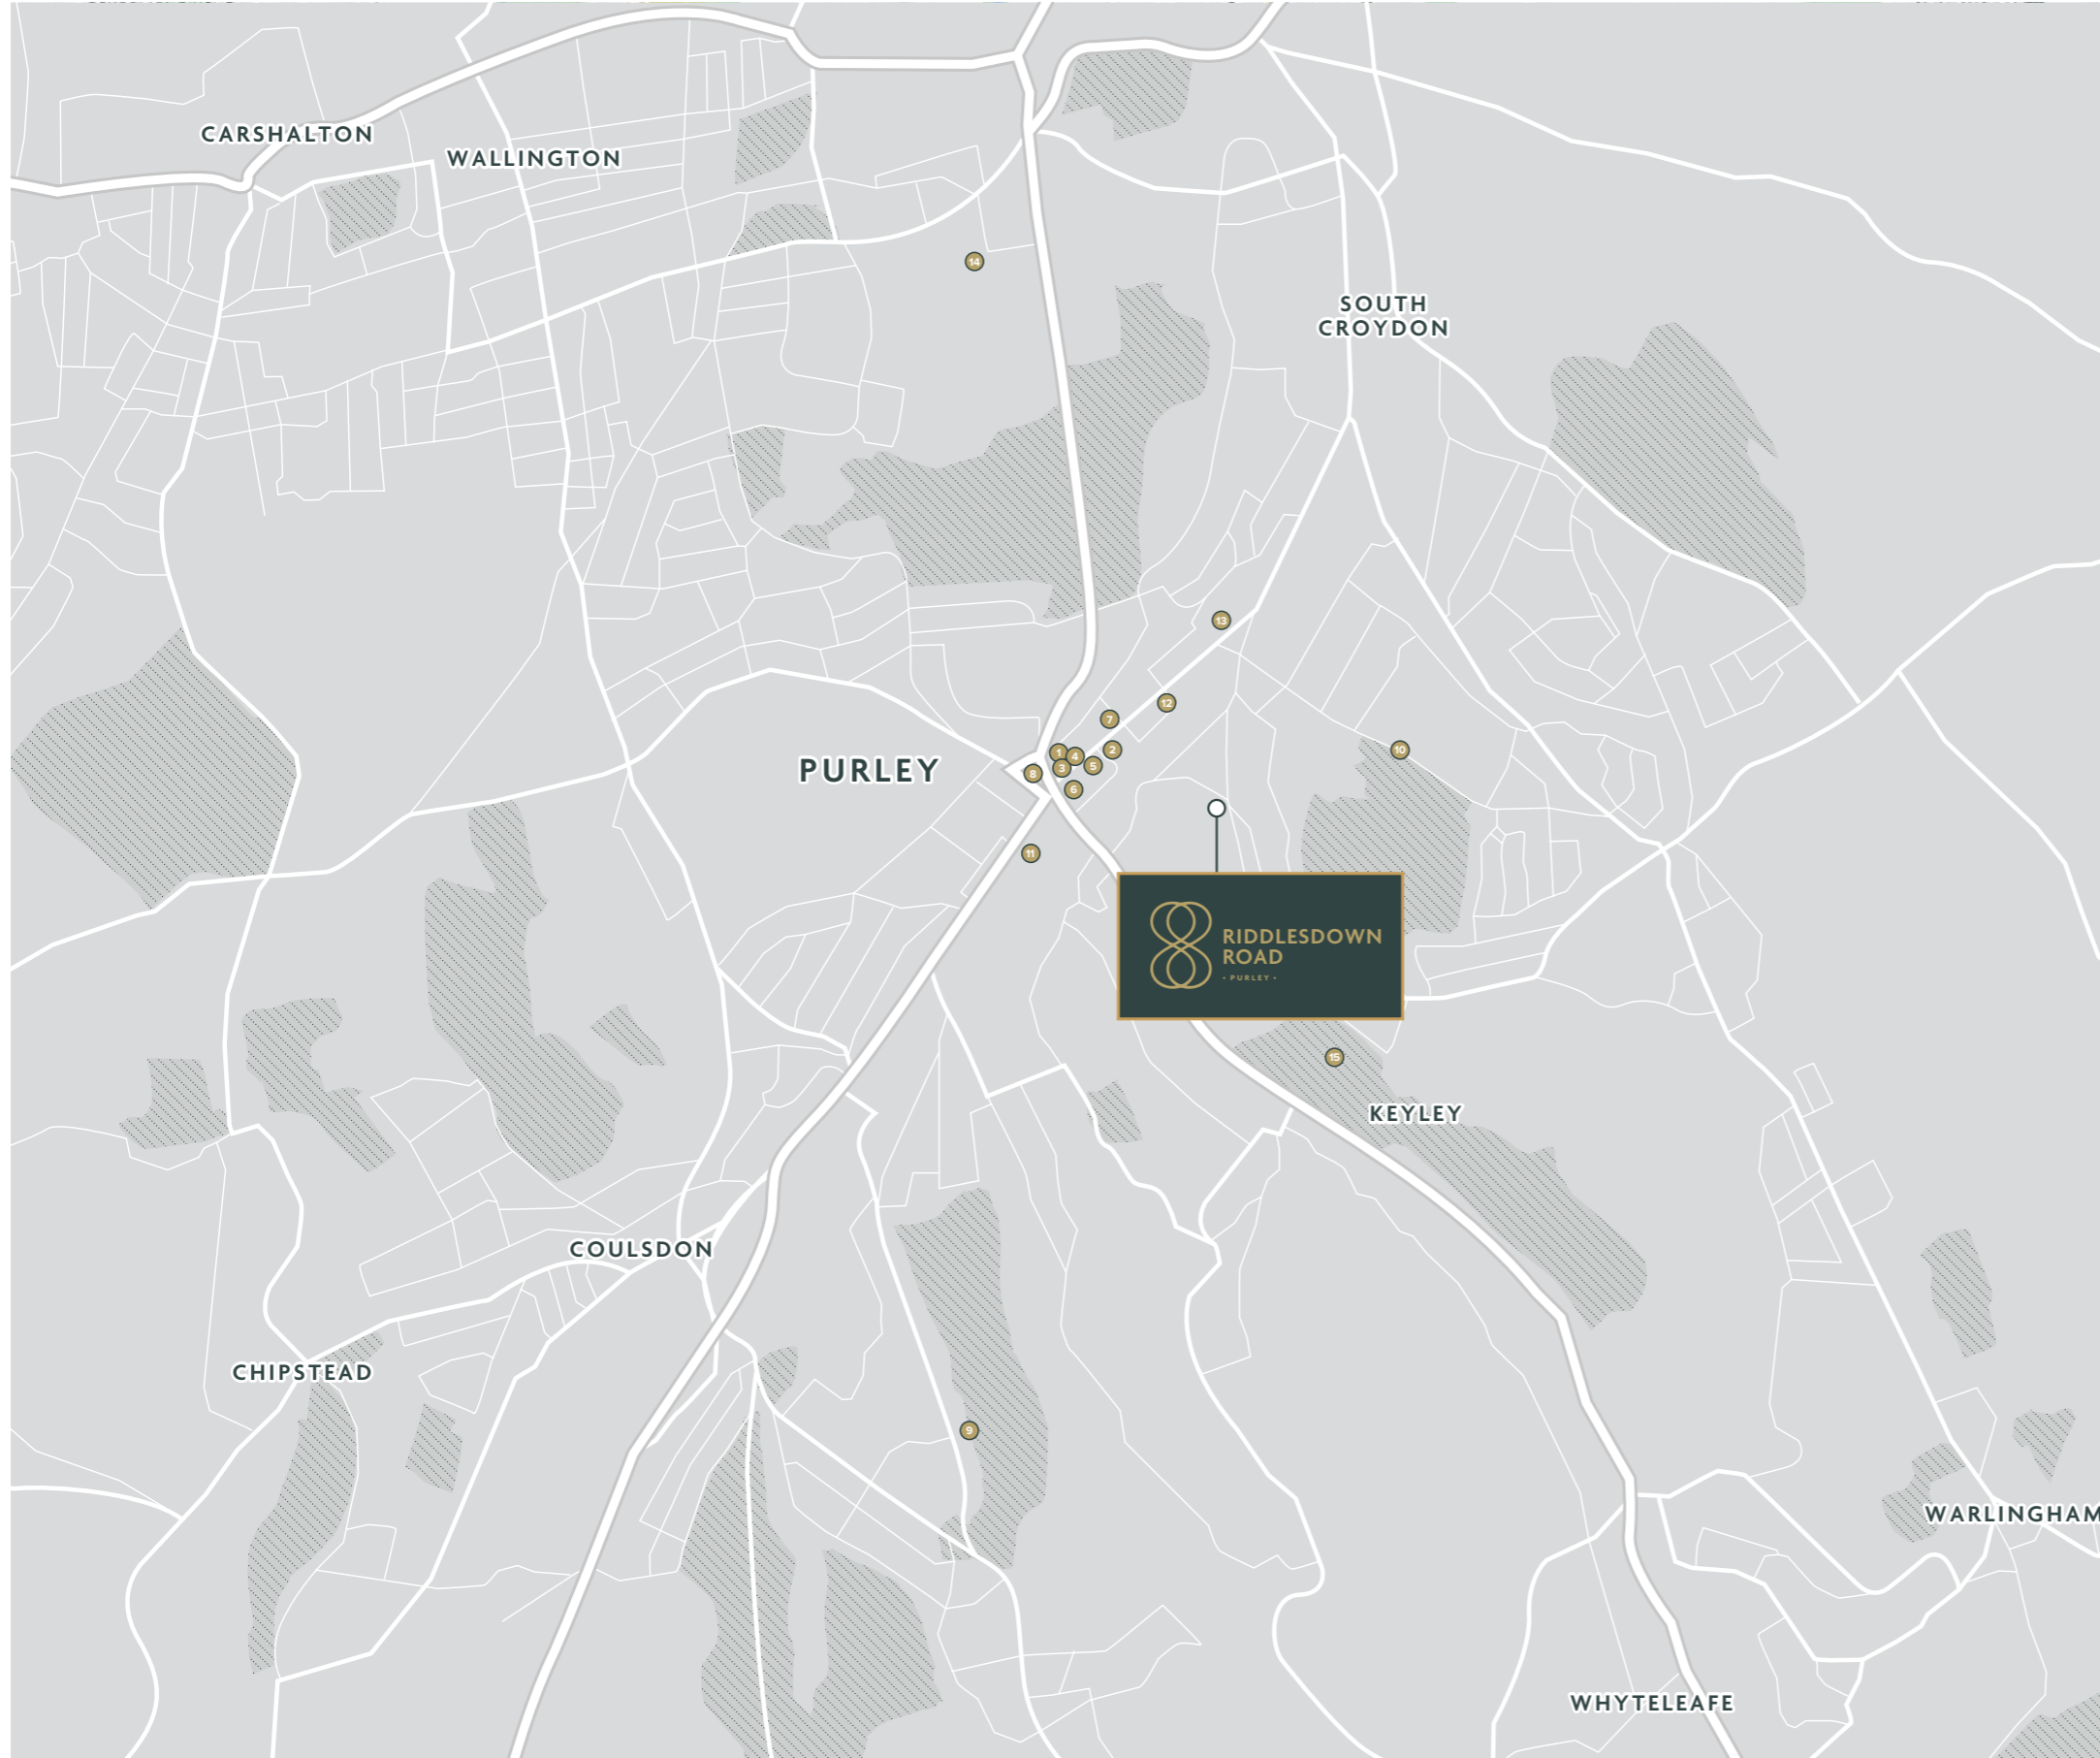 CARSHALTON
WALLINGTON
14
SOUTH
CROYDON
13
12
7
1
4
2
10
PURLEY
8
3
5
6
11
8 RIDDLESDOWN
ROAD
• PURLEY •
15
KEYLEY
COULSDON
CHIPSTEAD
9
WARLINGHAM
WHYTELEAFE